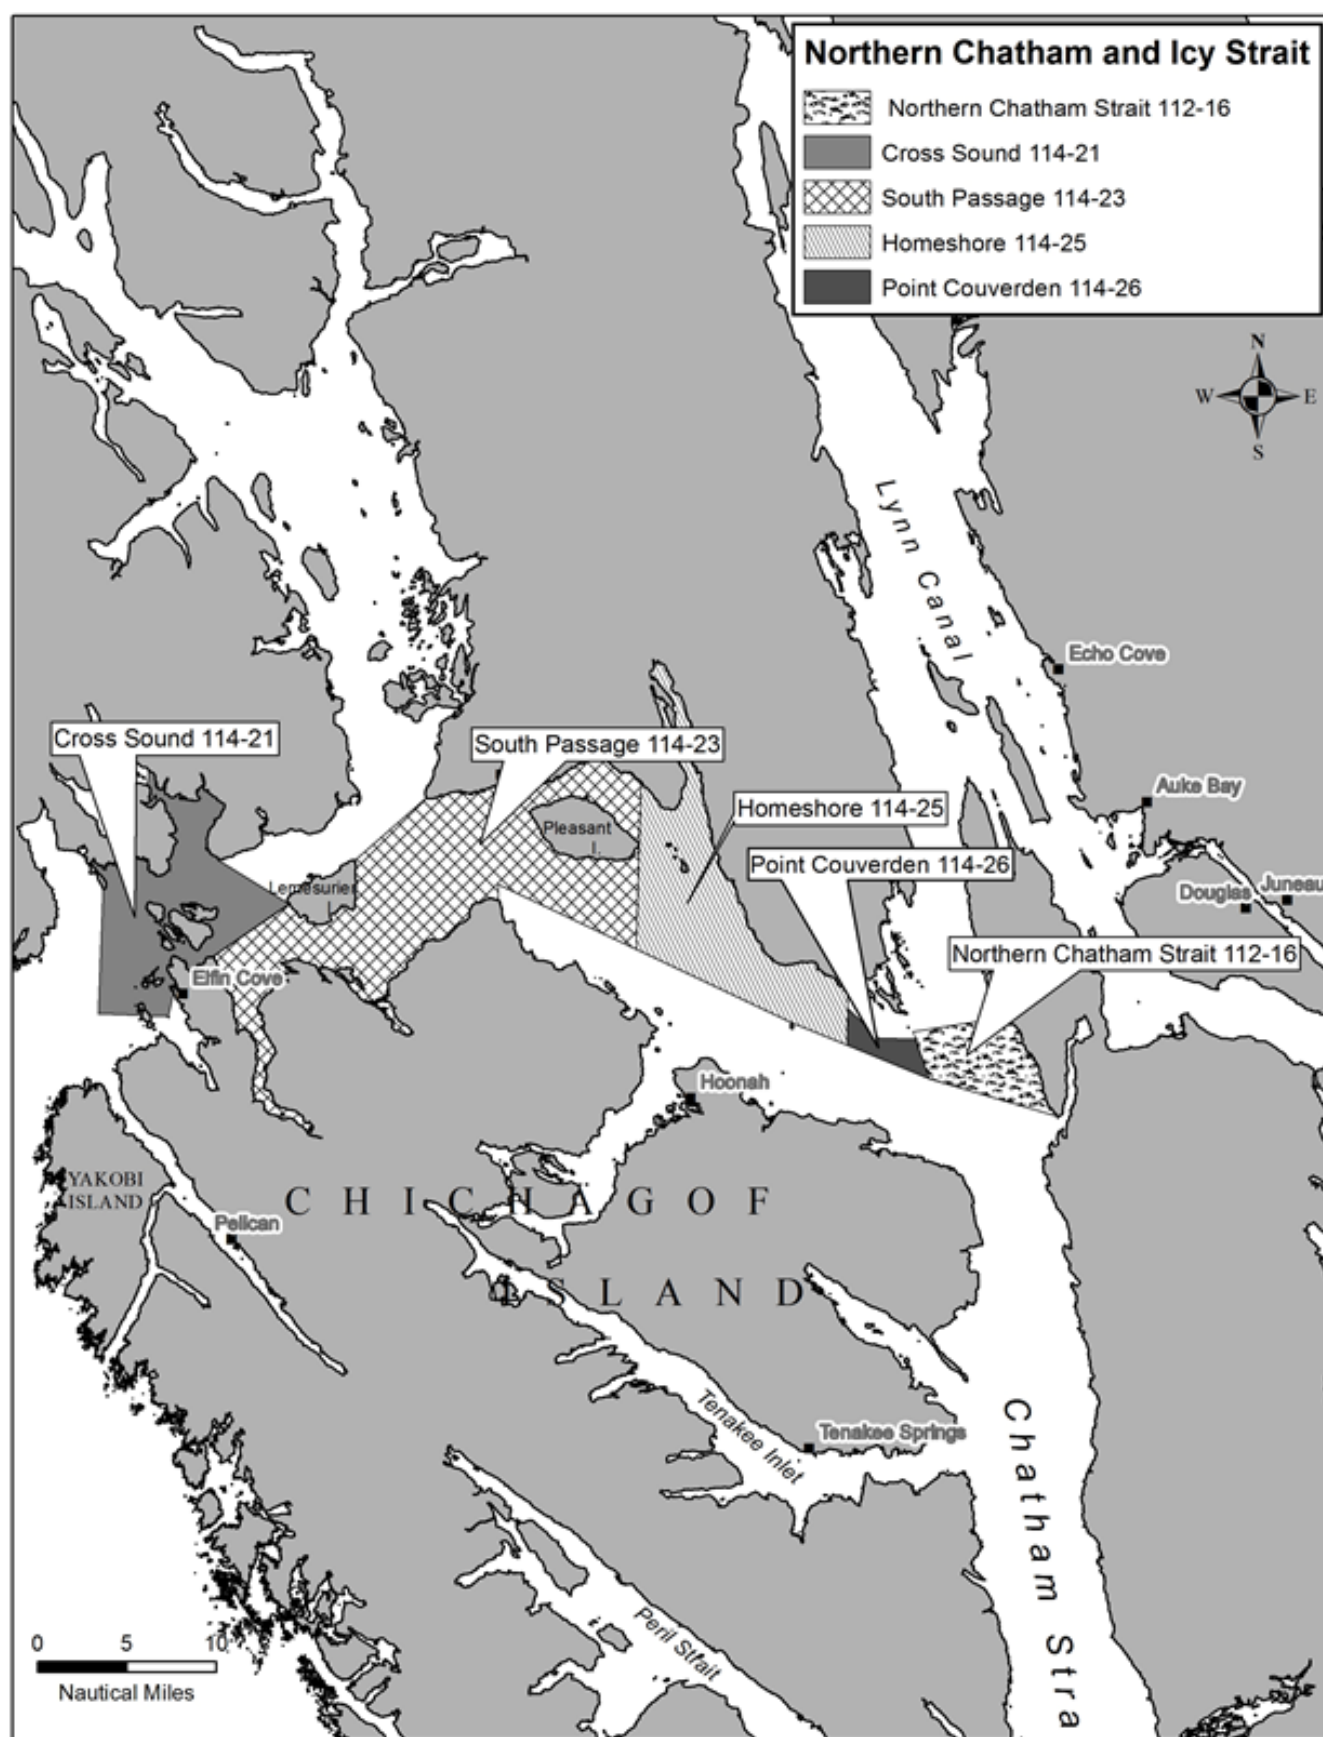 Northern Chatham and Icy Strait
Northern Chatham Strait 112-16
Cross Sound 114-21
South Passage 114-23
Homeshore 114-25
Point Couverden 114-26
N
W E
S
Lynn Canal
Echo Cove
Cross Sound 114-21
South Passage 114-23
Auke Bay
Homeshore 114-25
Pleasant
I.
Point Couverden 114-26
Lemesurier
I.
Douglas
Juneau
Northern Chatham Strait 112-16
Elfin Cove
Hoonah
YAKOBI
ISLAND
CHICHAGOF
Pelican
ISLAND
Tenakee Inlet
Tenakee Springs
Chatham Stra
Peril Strait
0 5 10
Nautical Miles